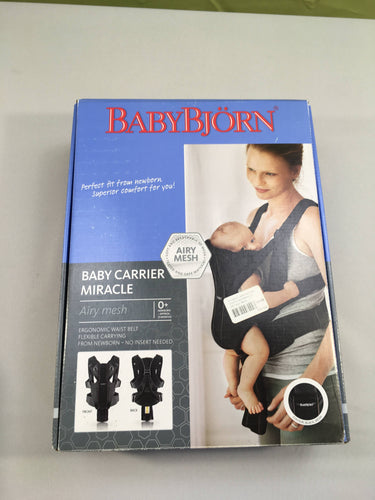 BABYBJÖRN®
Perfect fit from newborn,
superior comfort for you!
AIRY
MESH
BABY CARRIER
MIRACLE
Airy mesh
0+
ERGONOMIC WAIST BELT
FLEXIBLE CARRYING
FROM NEWBORN – NO INSERT NEEDED
FRONT
BACK
BABYBJÖRN